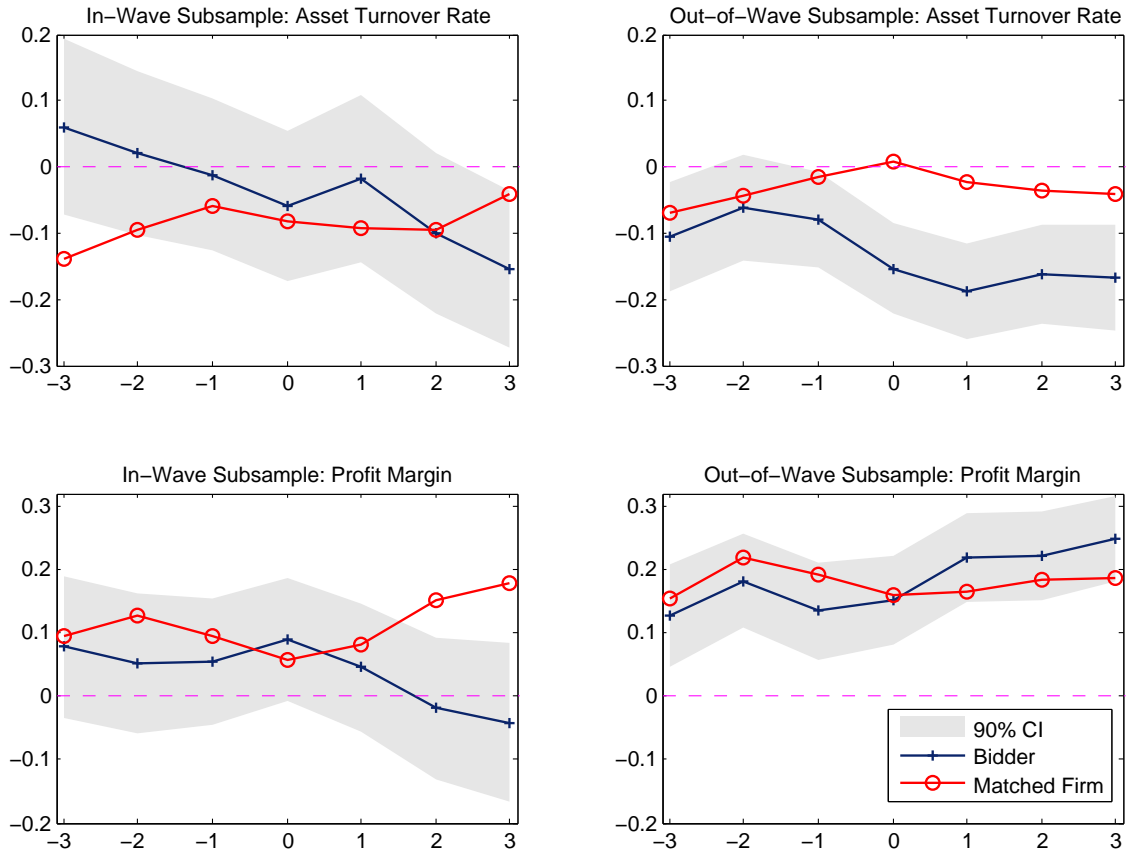 In−Wave Subsample: Asset Turnover Rate
0.2
0.1
0
−0.1
−0.2
−0.3
−3 −2 −1 0 1 2 3
Out−of−Wave Subsample: Asset Turnover Rate
0.2
0.1
0
−0.1
−0.2
−0.3
−3 −2 −1 0 1 2 3
In−Wave Subsample: Profit Margin
0.3
0.2
0.1
0
−0.1
−0.2
−3 −2 −1 0 1 2 3
Out−of−Wave Subsample: Profit Margin
0.3
0.2
0.1
0
−0.1
−0.2
−3 −2 −1 0 1 2 3
90% CI
Bidder
Matched Firm